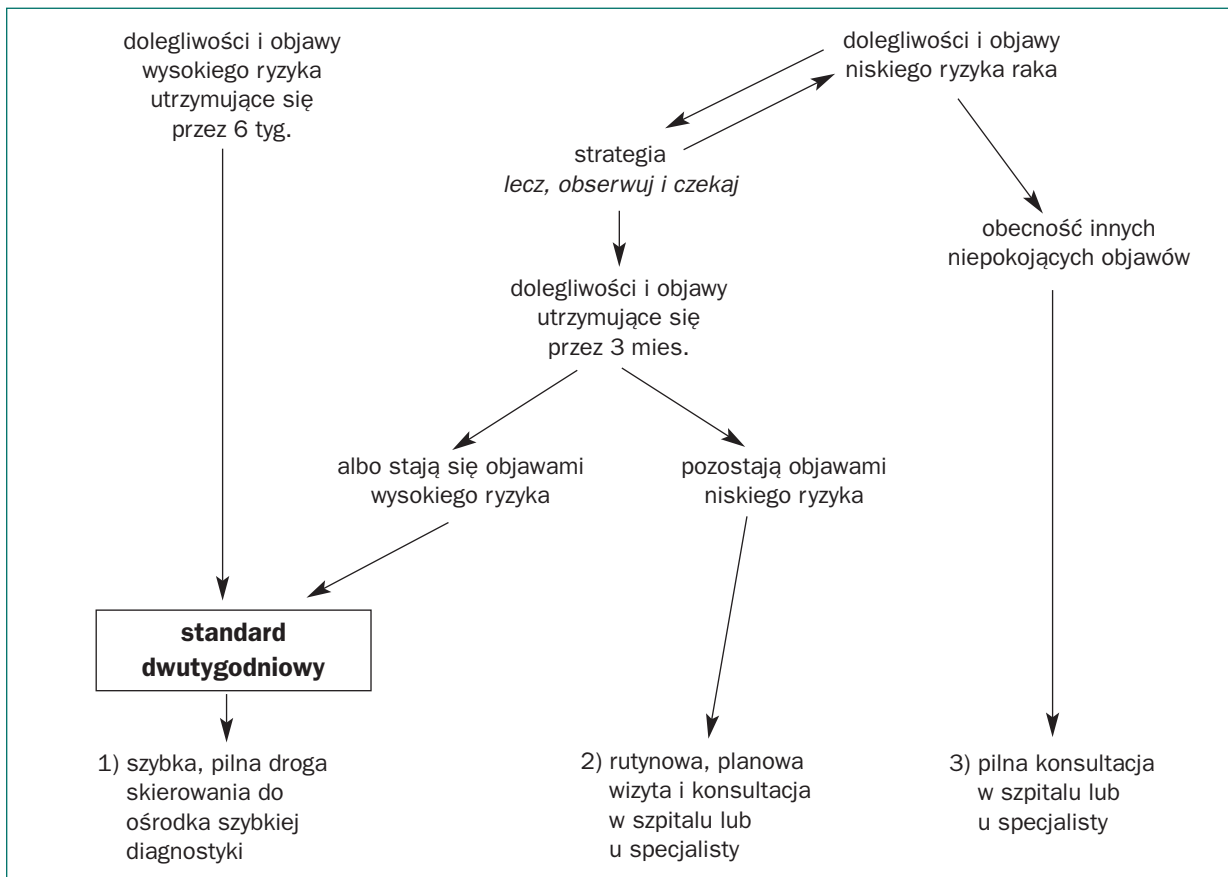 dolegliwości i objawy
wysokiego ryzyka
utrzymujące się
przez 6 tyg.
dolegliwości i objawy
niskiego ryzyka raka
strategia
lecz, obserwuj i czekaj
obecność innych
niepokojących objawów
dolegliwości i objawy
utrzymujące się
przez 3 mies.
albo stają się objawami
wysokiego ryzyka
pozostają objawami
niskiego ryzyka
standard
dwutygodniowy
1) szybka, pilna droga
skierowania do
ośrodka szybkiej
diagnostyki
2) rutynowa, planowa
wizyta i konsultacja
w szpitalu lub
u specjalisty
3) pilna konsultacja
w szpitalu lub
u specjalisty